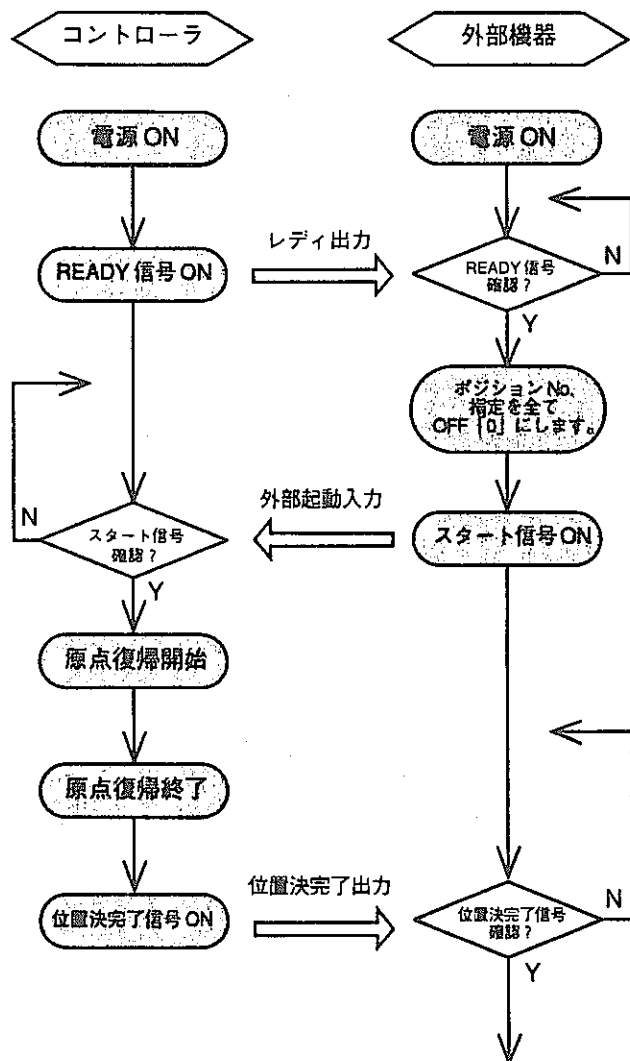 コントローラ
外部機器
電源 ON
電源 ON
READY 信号 ON
レディ出力
READY 信号
確認？
N
Y
ポジション No.
指定を全て
OFF [0] にします。
外部起動入力
N
スタート信号
確認？
スタート信号 ON
Y
原点復帰開始
原点復帰終了
位置決完了信号 ON
位置決完了出力
位置決完了信号
確認？
N
Y